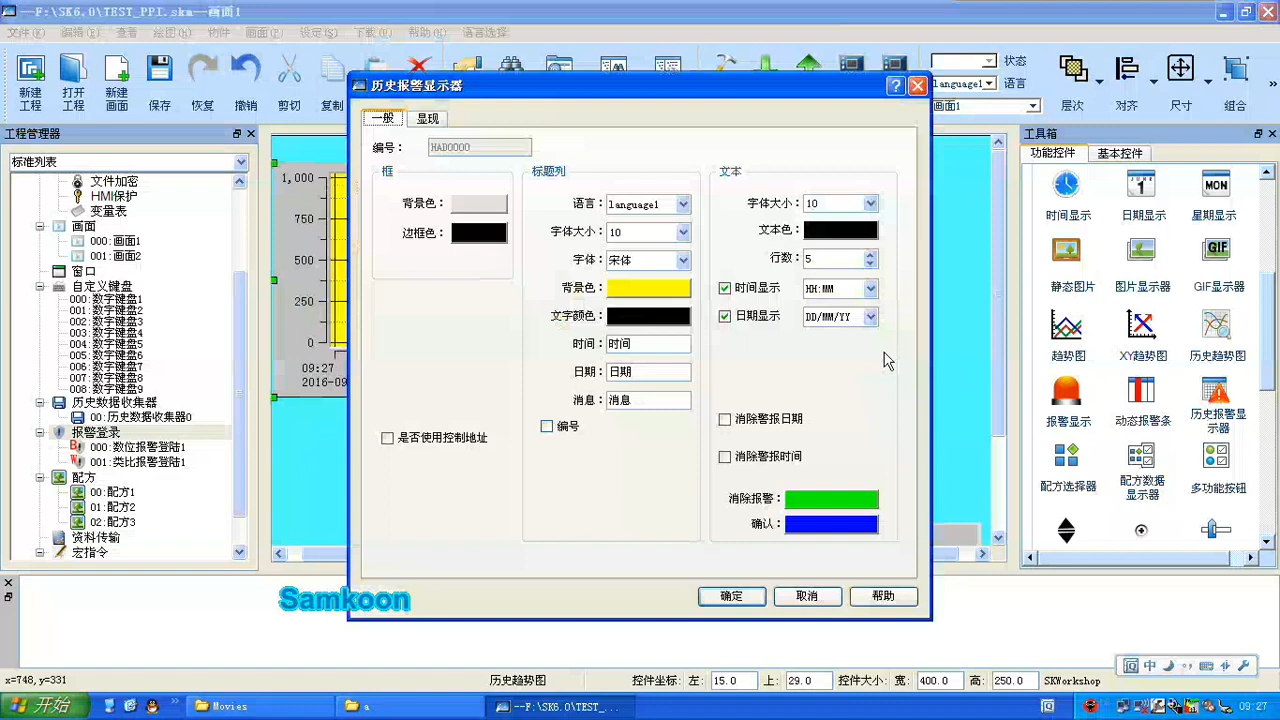 --F:\SK6.0\TEST_PPI.ska--画面1
文件(F) 编辑(E) 查看 绘图(R) 物件 画面(P) 设定(S) 下载(L) 帮助(H) 语言选择
新建工程
打开工程
新建画面
保存
恢复
撤销
剪切
复制
状态
language1
语言
画面1
层次
对齐
尺寸
组合
工程管理器
标准列表
文件加密
HMI保护
变量表
画面
000:画面1
001:画面2
窗口
自定义键盘
000:数字键盘1
001:数字键盘2
002:数字键盘3
003:数字键盘4
004:数字键盘5
005:数字键盘6
006:数字键盘7
007:数字键盘8
008:数字键盘9
历史数据收集器
00:历史数据收集器0
报警登录
000:数位报警登陆1
001:类比报警登陆1
配方
00:配方1
01:配方2
02:配方3
资料传输
宏指令
1,000
750
500
250
0
09:27
2016-09
历史报警显示器
一般
显现
编号：
HAD0000
框
背景色：
边框色：
是否使用控制地址
标题列
语言：language1
字体大小：10
字体：宋体
背景色：
文字颜色：
时间：时间
日期：日期
消息：消息
编号
文本
字体大小：10
文本色：
行数：5
时间显示 HH:MM
日期显示 DD/MM/YY
消除警报日期
消除警报时间
消除报警：
确认：
确定
取消
帮助
工具箱
功能控件
基本控件
时间显示
日期显示
MON
星期显示
静态图片
图片显示器
GIF
GIF显示器
趋势图
XY趋势图
历史趋势图
报警显示
动态报警条
历史报警显示器
配方选择器
配方数据显示器
多功能按钮
Samkoon
中
x=748, y=331
历史趋势图
控件坐标: 左: 15.0 上: 29.0 控件大小: 宽: 400.0 高: 250.0 SKWorkshop
开始
Movies
a
--F:\SK6.0\TEST_...
09:27